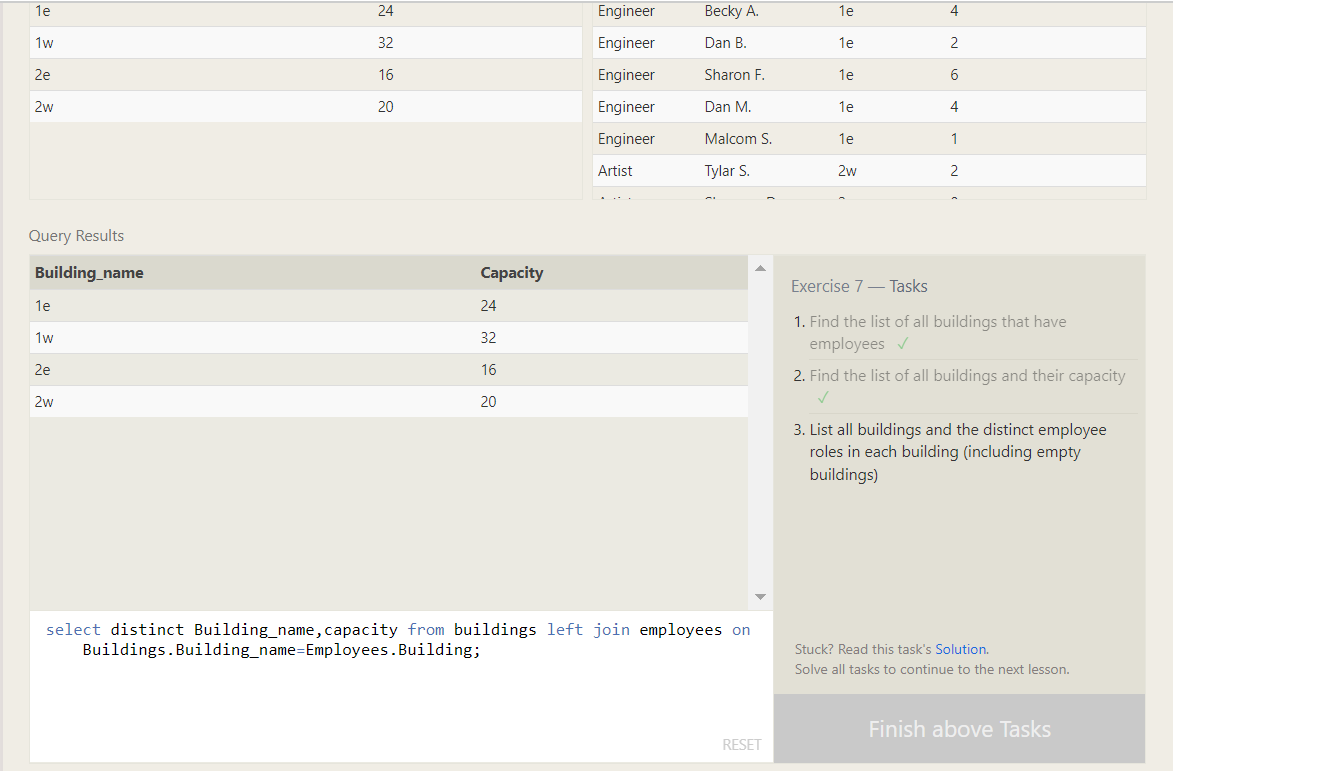 1e 24
1w 32
2e 16
2w 20
Engineer Becky A. 1e 4
Engineer Dan B. 1e 2
Engineer Sharon F. 1e 6
Engineer Dan M. 1e 4
Engineer Malcom S. 1e 1
Artist Tylar S. 2w 2
Query Results
Building_name Capacity
1e 24
1w 32
2e 16
2w 20
select distinct Building_name,capacity from buildings left join employees on
Buildings.Building_name=Employees.Building;
RESET
Exercise 7 — Tasks
1. Find the list of all buildings that have
employees ✓
2. Find the list of all buildings and their capacity
✓
3. List all buildings and the distinct employee
roles in each building (including empty
buildings)
Stuck? Read this task's Solution.
Solve all tasks to continue to the next lesson.
Finish above Tasks